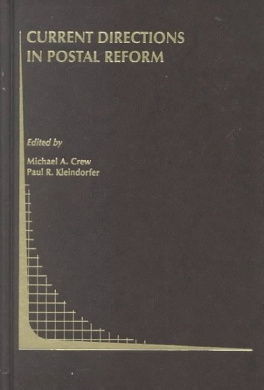 CURRENT DIRECTIONS
IN POSTAL REFORM
Edited by
Michael A. Crew
Paul R. Kleindorfer